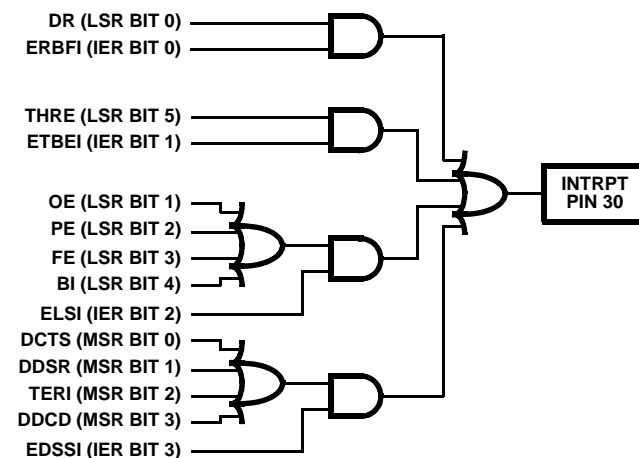 DR (LSR BIT 0)
ERBFI (IER BIT 0)
THRE (LSR BIT 5)
ETBEI (IER BIT 1)
OE (LSR BIT 1)
PE (LSR BIT 2)
FE (LSR BIT 3)
BI (LSR BIT 4)
ELSI (IER BIT 2)
DCTS (MSR BIT 0)
DDSR (MSR BIT 1)
TERI (MSR BIT 2)
DDCD (MSR BIT 3)
EDSSI (IER BIT 3)
INTRPT
PIN 30